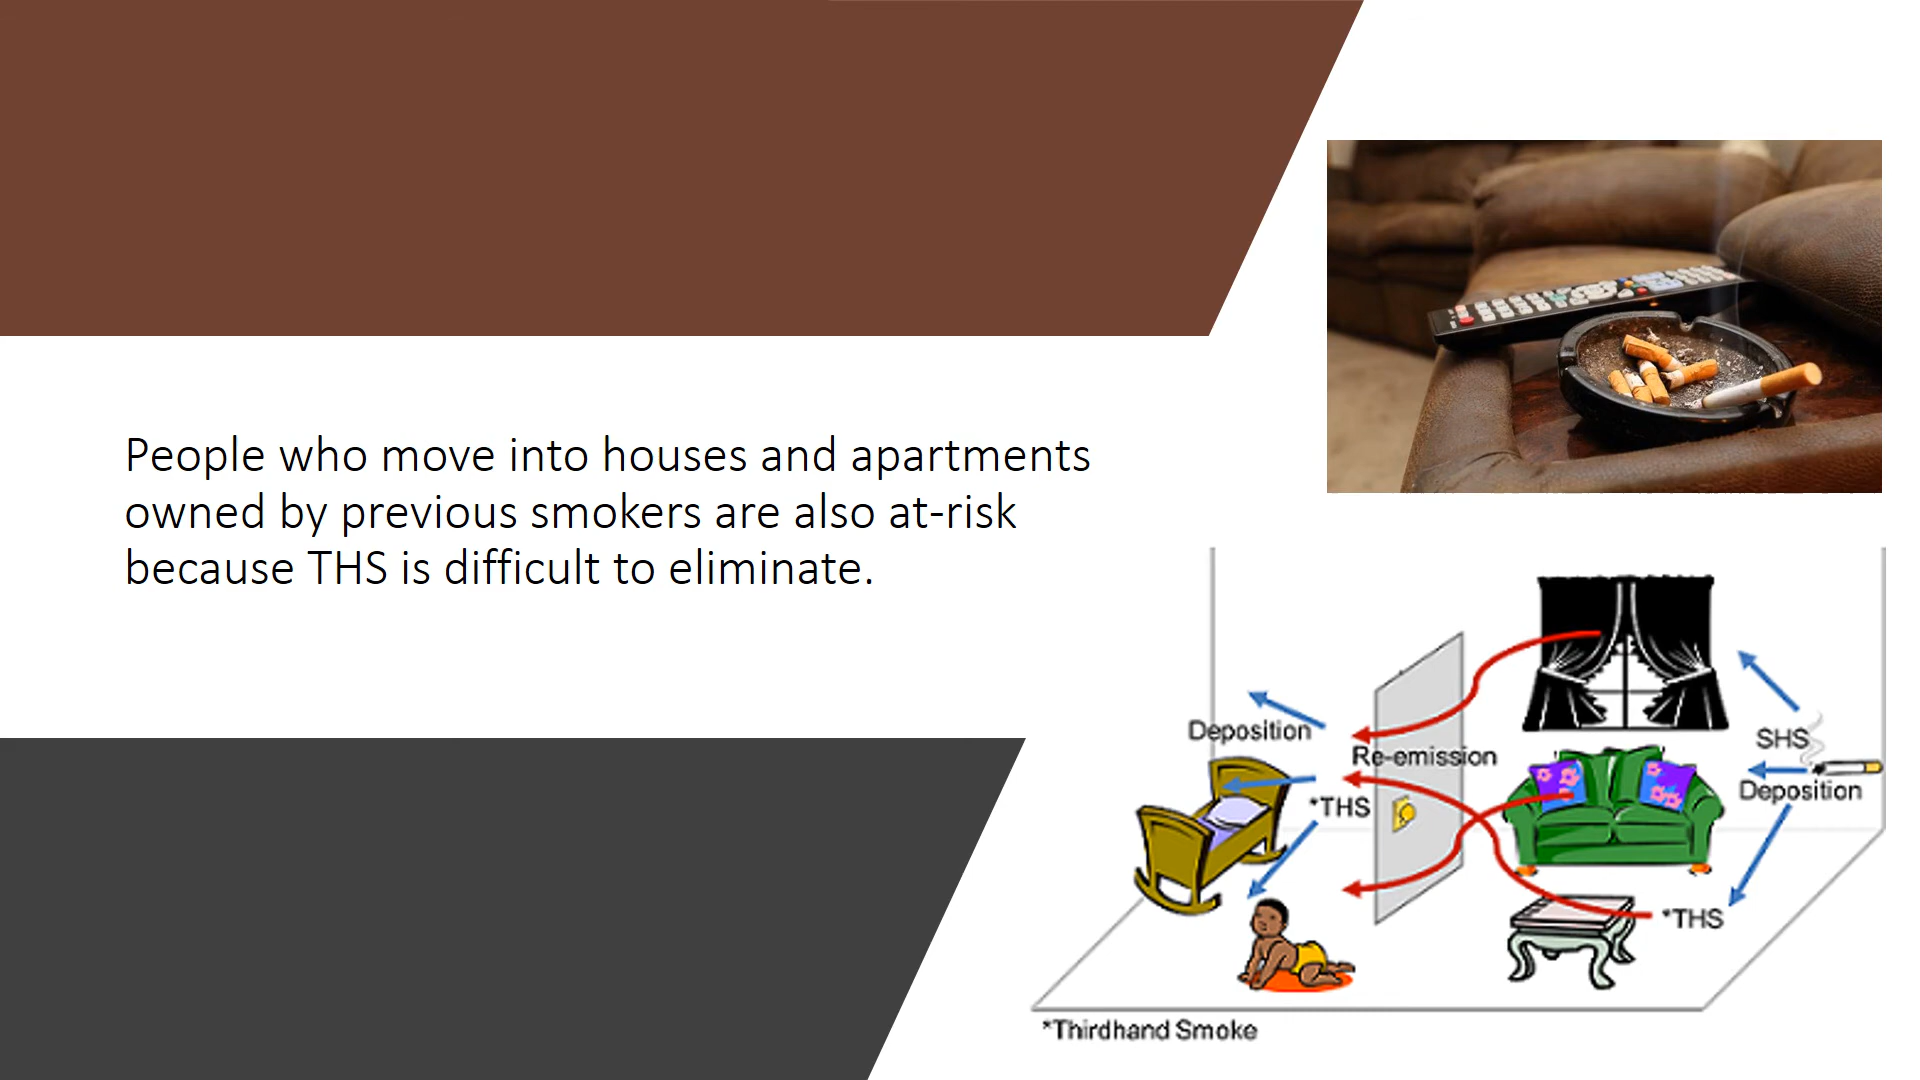 People who move into houses and apartments
owned by previous smokers are also at-risk
because THS is difficult to eliminate.
SHS
Deposition
Re-emission
Deposition
*THS
*THS
*Thirdhand Smoke